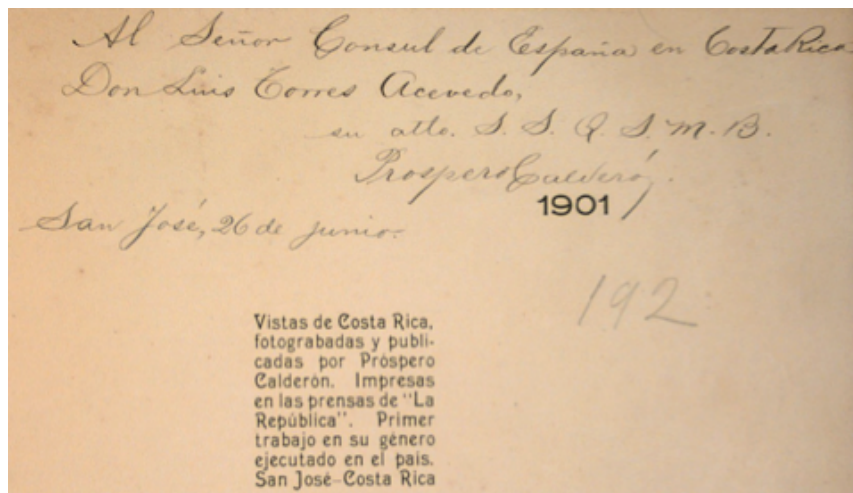 Al Señor Consul de España en Costa Rica
Don Luis Torres Acevedo,
su atto. S. S. Q. S. M. B.
Prospero Calderón.
1901
San José, 26 de junio.
192
Vistas de Costa Rica,
fotograbadas y publi-
cadas por Próspero
Calderón. Impresas
en las prensas de "La
República". Primer
trabajo en su género
ejecutado en el país.
San José-Costa Rica